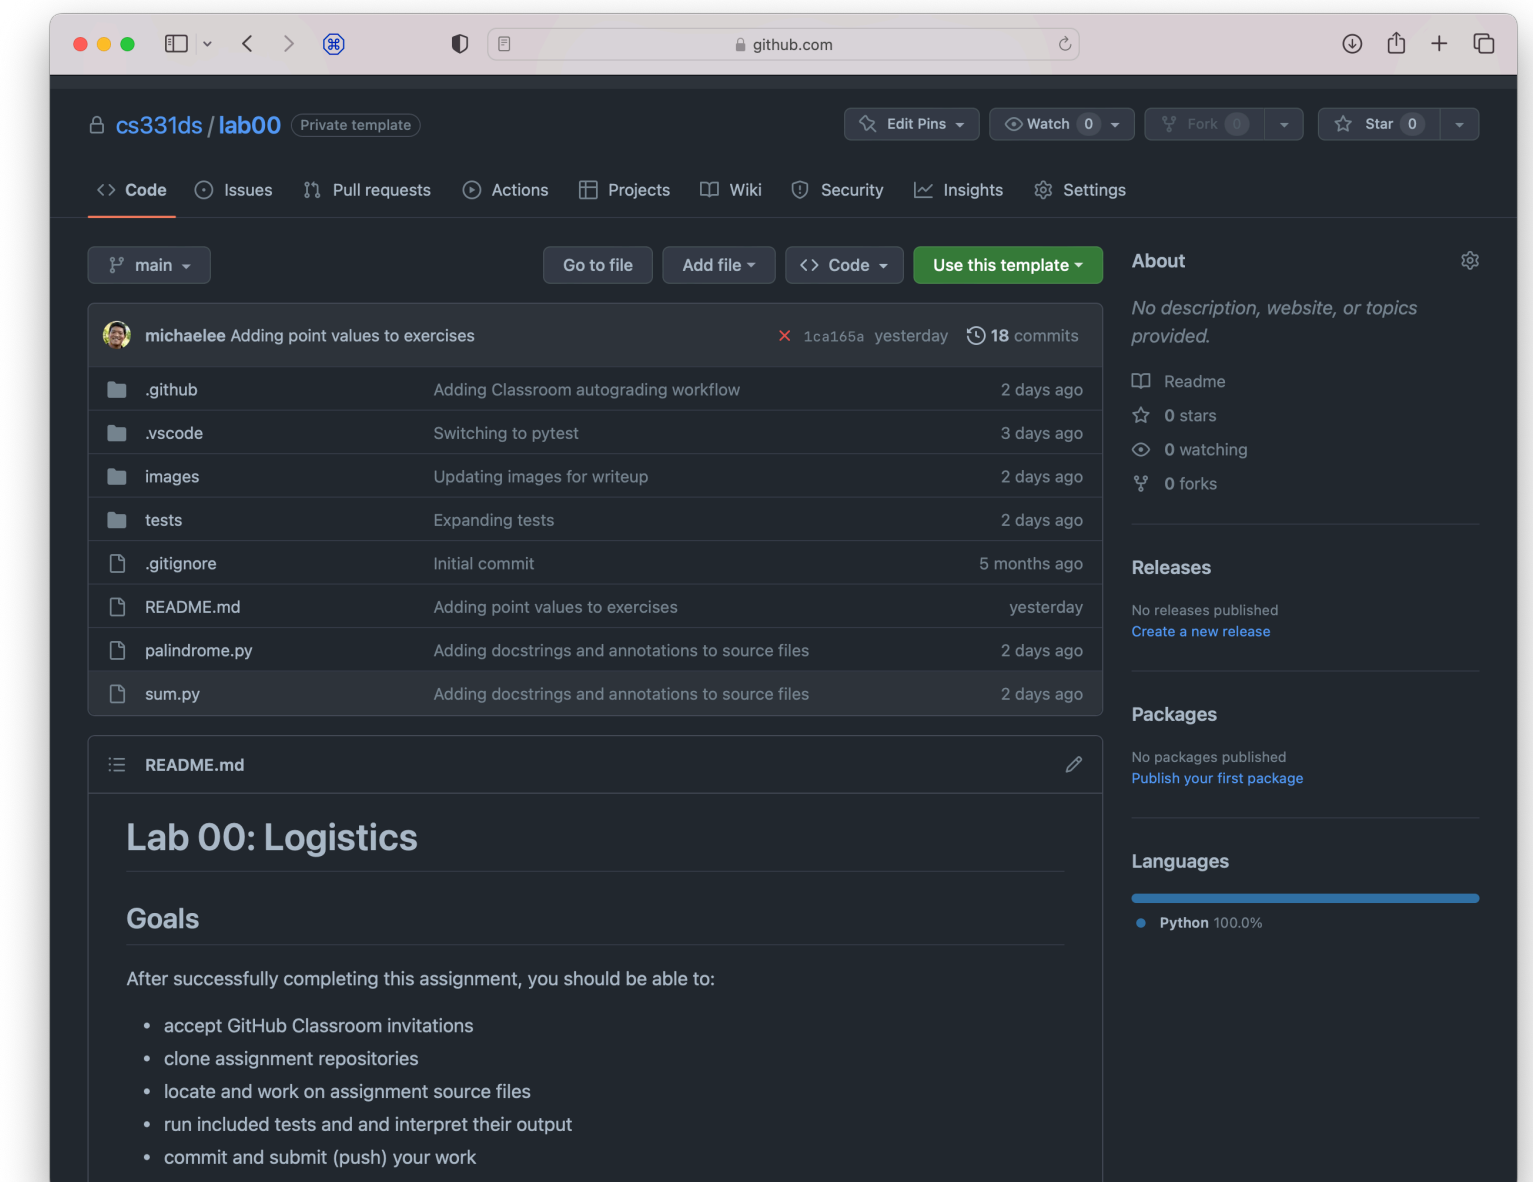 github.com
cs331ds / lab00 Private template
Edit Pins Watch 0 Fork 0 Star 0
Code Issues Pull requests Actions Projects Wiki Security Insights Settings
main Go to file Add file Code Use this template
michaelee Adding point values to exercises 1ca165a yesterday 18 commits
.github Adding Classroom autograding workflow 2 days ago
.vscode Switching to pytest 3 days ago
images Updating images for writeup 2 days ago
tests Expanding tests 2 days ago
.gitignore Initial commit 5 months ago
README.md Adding point values to exercises yesterday
palindrome.py Adding docstrings and annotations to source files 2 days ago
sum.py Adding docstrings and annotations to source files 2 days ago
README.md
Lab 00: Logistics
Goals
After successfully completing this assignment, you should be able to:
• accept GitHub Classroom invitations
• clone assignment repositories
• locate and work on assignment source files
• run included tests and and interpret their output
• commit and submit (push) your work
About
No description, website, or topics
provided.
Readme
0 stars
0 watching
0 forks
Releases
No releases published
Create a new release
Packages
No packages published
Publish your first package
Languages
Python 100.0%